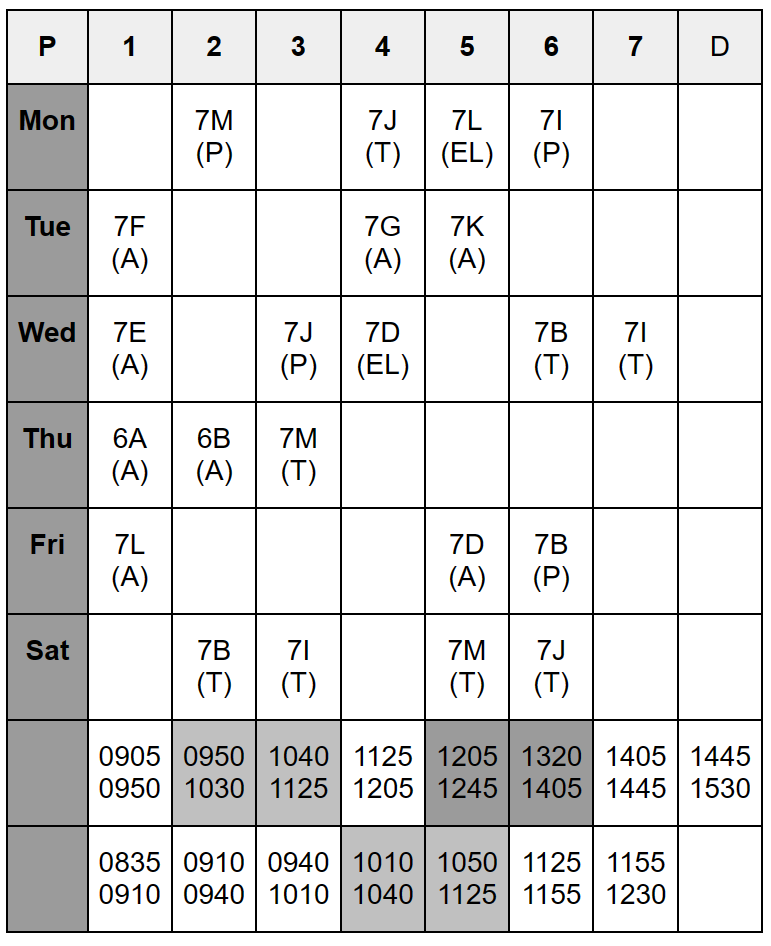 P 1 2 3 4 5 6 7 D
Mon 7M 7J 7L 7I
(P) (T) (EL) (P)
Tue 7F 7G 7K
(A) (A) (A)
Wed 7E 7J 7D 7B 7I
(A) (P) (EL) (T) (T)
Thu 6A 6B 7M
(A) (A) (T)
Fri 7L 7D 7B
(A) (A) (P)
Sat 7B 7I 7M 7J
(T) (T) (T) (T)
0905 0950 1040 1125 1205 1320 1405 1445
0950 1030 1125 1205 1245 1405 1445 1530
0835 0910 0940 1010 1050 1125 1155
0910 0940 1010 1040 1125 1155 1230